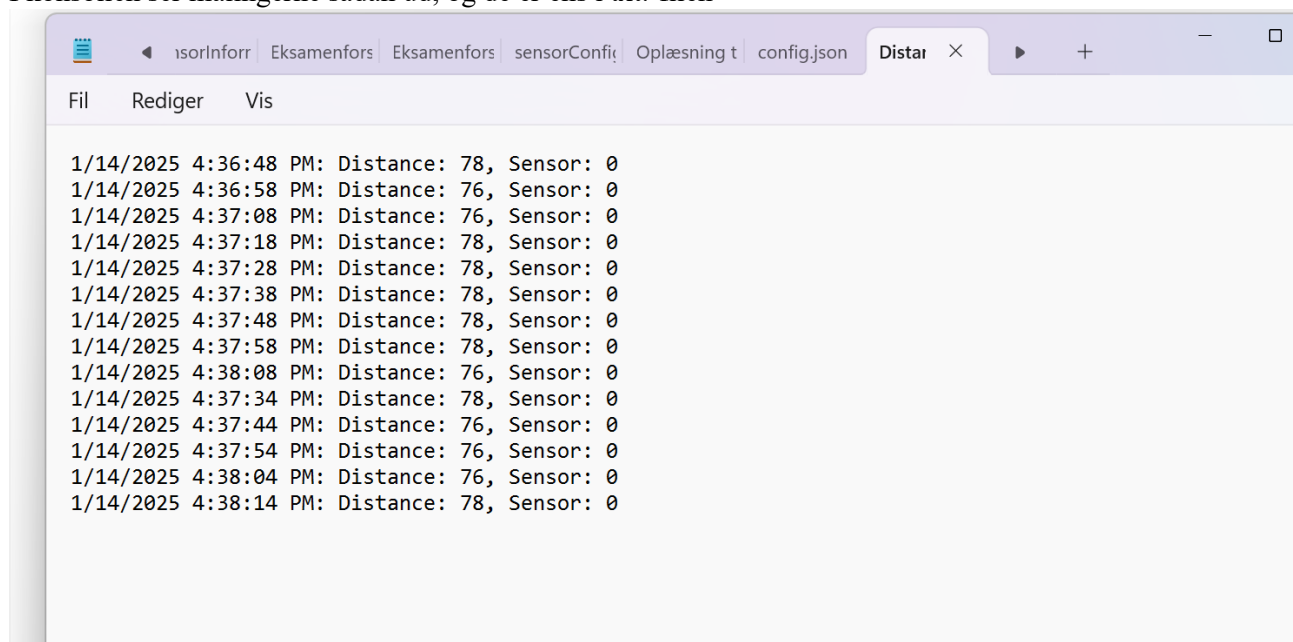 nsorInforr Eksamenfors Eksamenfors sensorConfig Oplæsning t config.json Distar
Fil Rediger Vis
1/14/2025 4:36:48 PM: Distance: 78, Sensor: 0
1/14/2025 4:36:58 PM: Distance: 76, Sensor: 0
1/14/2025 4:37:08 PM: Distance: 76, Sensor: 0
1/14/2025 4:37:18 PM: Distance: 78, Sensor: 0
1/14/2025 4:37:28 PM: Distance: 78, Sensor: 0
1/14/2025 4:37:38 PM: Distance: 78, Sensor: 0
1/14/2025 4:37:48 PM: Distance: 78, Sensor: 0
1/14/2025 4:37:58 PM: Distance: 78, Sensor: 0
1/14/2025 4:38:08 PM: Distance: 76, Sensor: 0
1/14/2025 4:37:34 PM: Distance: 78, Sensor: 0
1/14/2025 4:37:44 PM: Distance: 76, Sensor: 0
1/14/2025 4:37:54 PM: Distance: 76, Sensor: 0
1/14/2025 4:38:04 PM: Distance: 76, Sensor: 0
1/14/2025 4:38:14 PM: Distance: 78, Sensor: 0